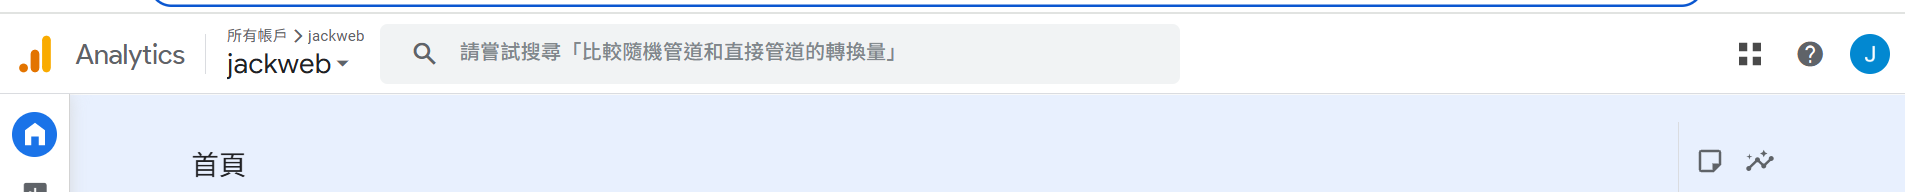 Analytics
所有帳戶 > jackweb
jackweb
請嘗試搜尋「比較隨機管道和直接管道的轉換量」
J
首頁